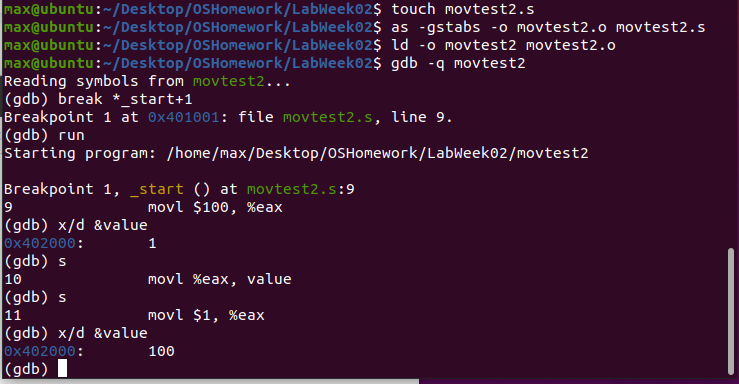 max@ubuntu:~/Desktop/OSHomework/LabWeek02$ touch movtest2.s
max@ubuntu:~/Desktop/OSHomework/LabWeek02$ as -gstabs -o movtest2.o movtest2.s
max@ubuntu:~/Desktop/OSHomework/LabWeek02$ ld -o movtest2 movtest2.o
max@ubuntu:~/Desktop/OSHomework/LabWeek02$ gdb -q movtest2
Reading symbols from movtest2...
(gdb) break *_start+1
Breakpoint 1 at 0x401001: file movtest2.s, line 9.
(gdb) run
Starting program: /home/max/Desktop/OSHomework/LabWeek02/movtest2
Breakpoint 1, _start () at movtest2.s:9
9 movl $100, %eax
(gdb) x/d &value
0x402000: 1
(gdb) s
10 movl %eax, value
(gdb) s
11 movl $1, %eax
(gdb) x/d &value
0x402000: 100
(gdb)